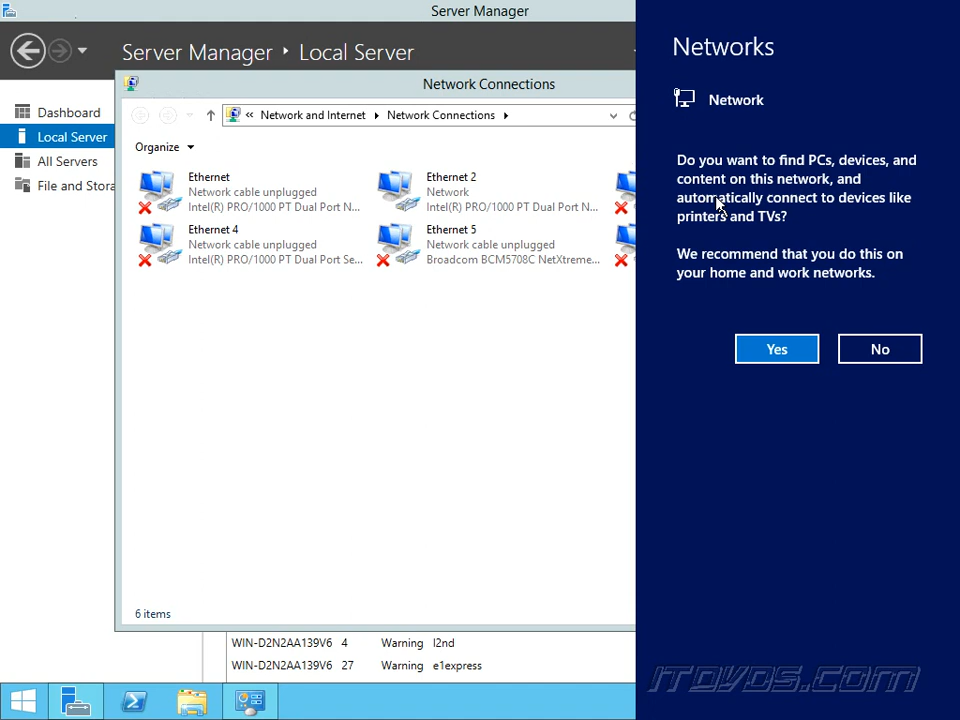 Server Manager
Server Manager ‣ Local Server
Dashboard
Local Server
All Servers
File and Stora
Network Connections
« Network and Internet ‣ Network Connections ‣
Organize
Ethernet
Network cable unplugged
Intel(R) PRO/1000 PT Dual Port N...
Ethernet 2
Network
Intel(R) PRO/1000 PT Dual Port N...
Ethernet 4
Network cable unplugged
Intel(R) PRO/1000 PT Dual Port Se...
Ethernet 5
Network cable unplugged
Broadcom BCM5708C NetXtreme...
6 items
WIN-D2N2AA139V6 4 Warning l2nd
WIN-D2N2AA139V6 27 Warning e1express
Networks
Network
Do you want to find PCs, devices, and
content on this network, and
automatically connect to devices like
printers and TVs?
We recommend that you do this on
your home and work networks.
Yes
No
ITDVDS.COM